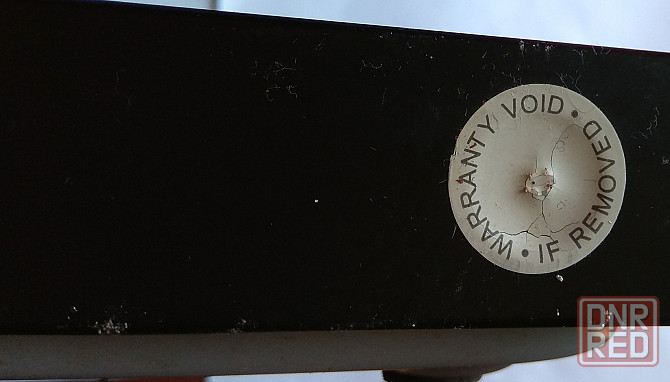 WARRANTY VOID • IF REMOVED •
DNR
RED